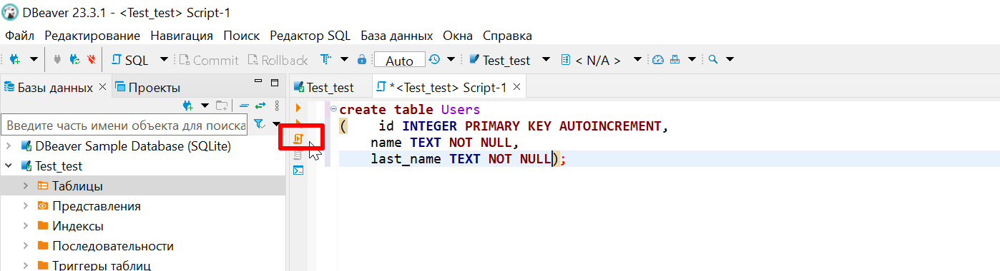 DBeaver 23.3.1 - <Test_test> Script-1
Файл Редактирование Навигация Поиск Редактор SQL База данных Окна Справка
SQL Commit Rollback Auto Test_test < N/A >
Базы данных Проекты
Test_test *<Test_test> Script-1
Введите часть имени объекта для поиска
DBeaver Sample Database (SQLite)
Test_test
Таблицы
Представления
Индексы
Последовательности
Триггеры таблиц
create table Users
( id INTEGER PRIMARY KEY AUTOINCREMENT,
name TEXT NOT NULL,
last_name TEXT NOT NULL);